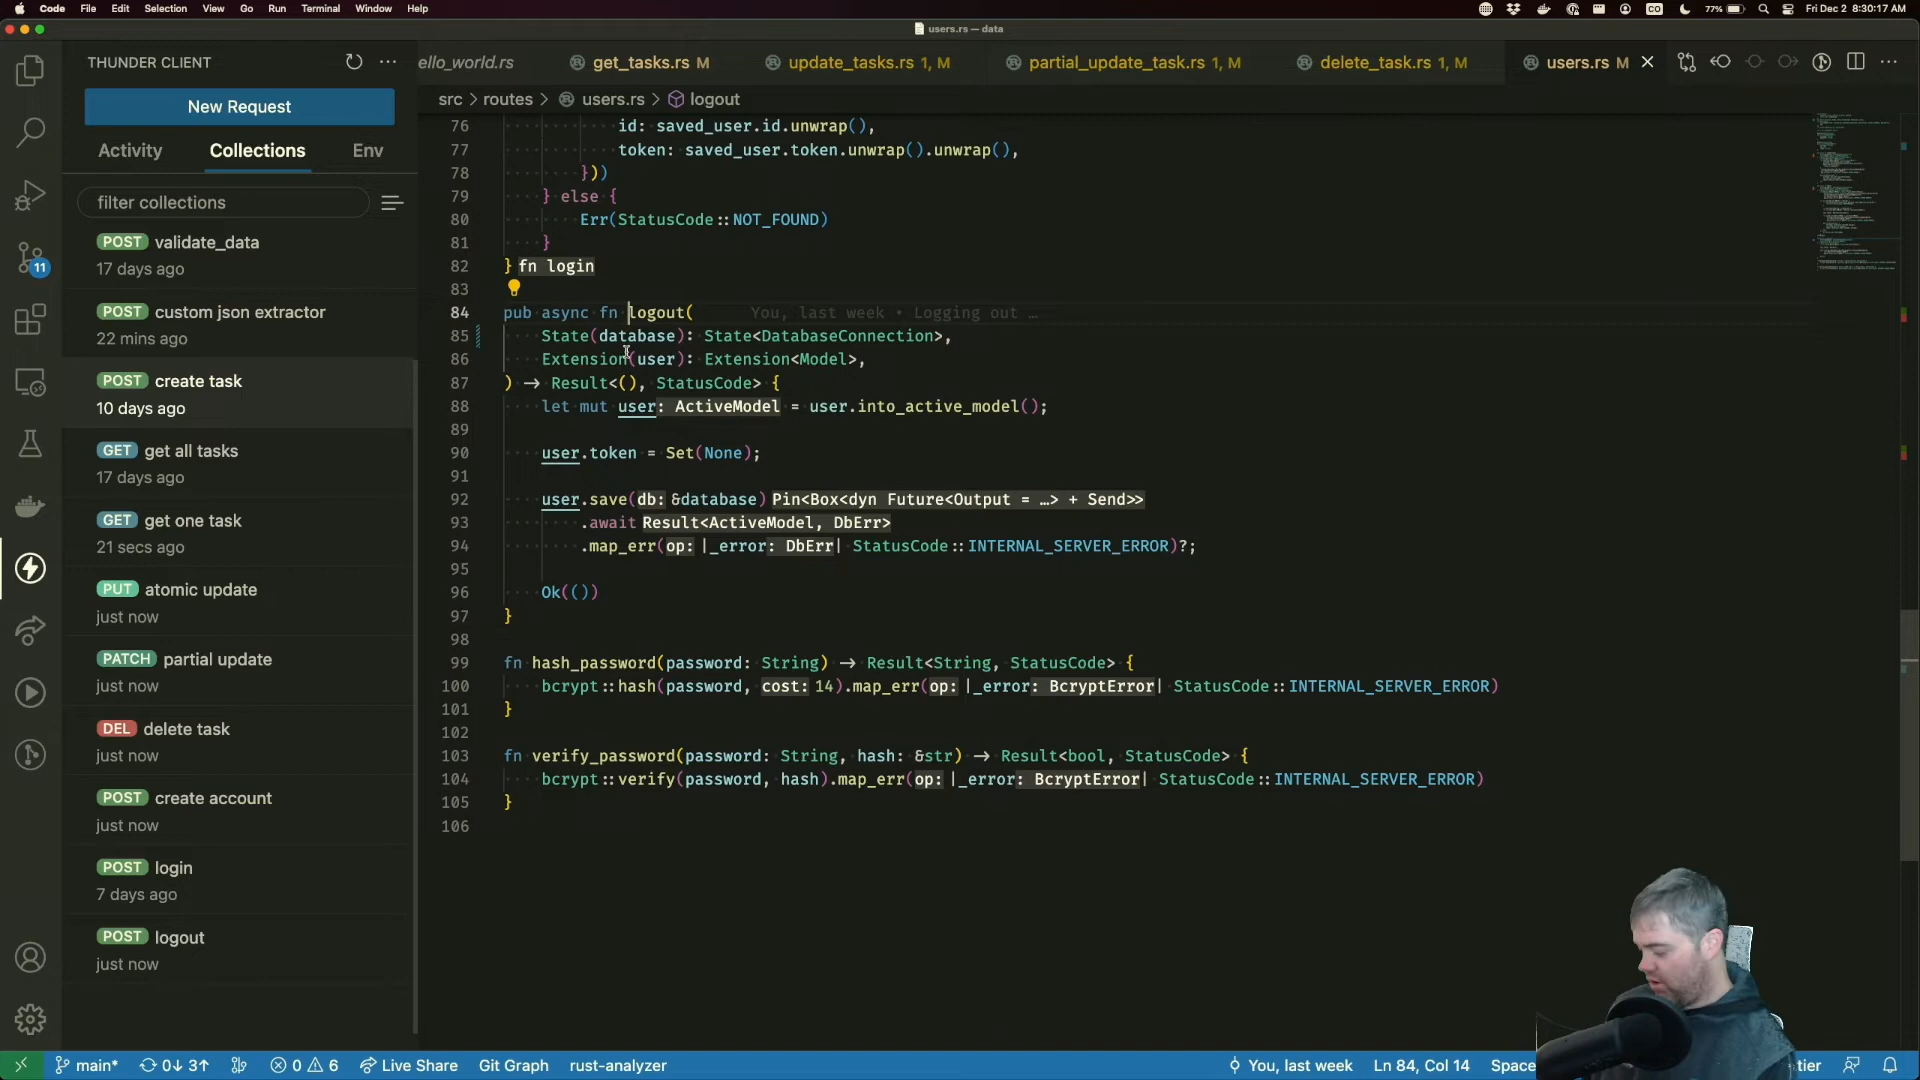 Code File Edit Selection View Go Run Terminal Window Help
CO 77% Fri Dec 2 8:30:17 AM
users.rs — data
THUNDER CLIENT
New Request
Activity Collections Env
filter collections
POST validate_data
17 days ago
POST custom json extractor
22 mins ago
POST create task
10 days ago
GET get all tasks
17 days ago
GET get one task
21 secs ago
PUT atomic update
just now
PATCH partial update
just now
DEL delete task
just now
POST create account
just now
POST login
7 days ago
POST logout
just now
11
ello_world.rs get_tasks.rs M update_tasks.rs 1, M partial_update_task.rs 1, M delete_task.rs 1, M users.rs M
src > routes > users.rs > logout
76 id: saved_user.id.unwrap(),
77 token: saved_user.token.unwrap().unwrap(),
78 }))
79 } else {
80 Err(StatusCode::NOT_FOUND)
81 }
82 } fn login
83
84 pub async fn logout( You, last week • Logging out …
85 State(database): State<DatabaseConnection>,
86 Extension(user): Extension<Model>,
87 ) → Result<(), StatusCode> {
88 let mut user: ActiveModel = user.into_active_model();
89
90 user.token = Set(None);
91
92 user.save(db: &database) Pin<Box<dyn Future<Output = …> + Send>>
93 .await Result<ActiveModel, DbErr>
94 .map_err(op: |_error: DbErr| StatusCode::INTERNAL_SERVER_ERROR)?;
95
96 Ok(())
97 }
98
99 fn hash_password(password: String) → Result<String, StatusCode> {
100 bcrypt::hash(password, cost: 14).map_err(op: |_error: BcryptError| StatusCode::INTERNAL_SERVER_ERROR)
101 }
102
103 fn verify_password(password: String, hash: &str) → Result<bool, StatusCode> {
104 bcrypt::verify(password, hash).map_err(op: |_error: BcryptError| StatusCode::INTERNAL_SERVER_ERROR)
105 }
106
main* 0↓ 3↑ 0 6 Live Share Git Graph rust-analyzer You, last week Ln 84, Col 14 Space tier